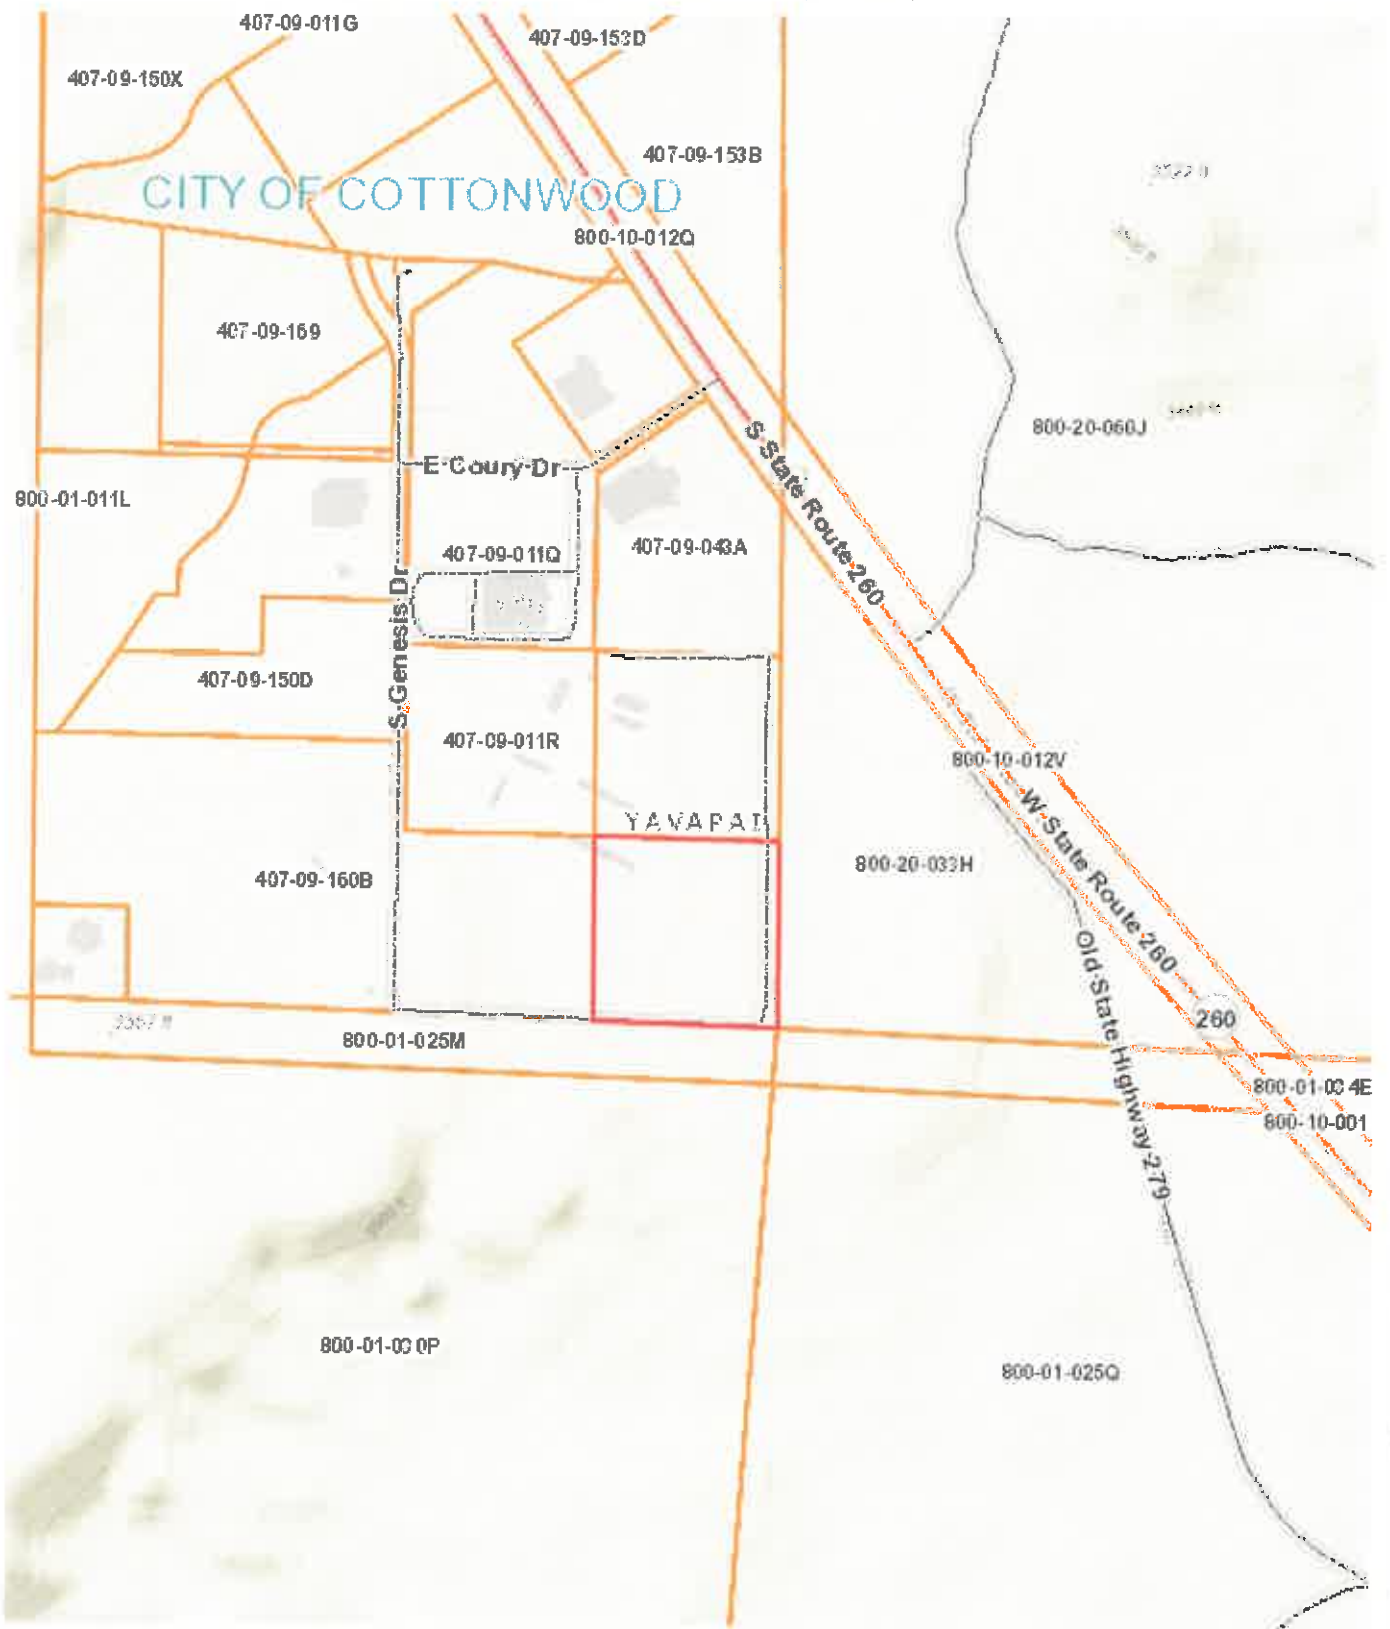 407-09-011G
407-09-153D
407-09-150X
407-09-153B
CITY OF COTTONWOOD
800-10-012Q
407-09-169
800-20-060J
S State Route 260
E Coury Dr
800-01-011L
407-09-011Q
407-09-043A
S Genesis Dr
407-09-150D
407-09-011R
800-10-012V
W State Route 260
YAVAPAI
800-20-033H
407-09-160B
Old State Highway 279
260
800-01-025M
800-01-004E
800-10-001
800-01-000P
800-01-025Q